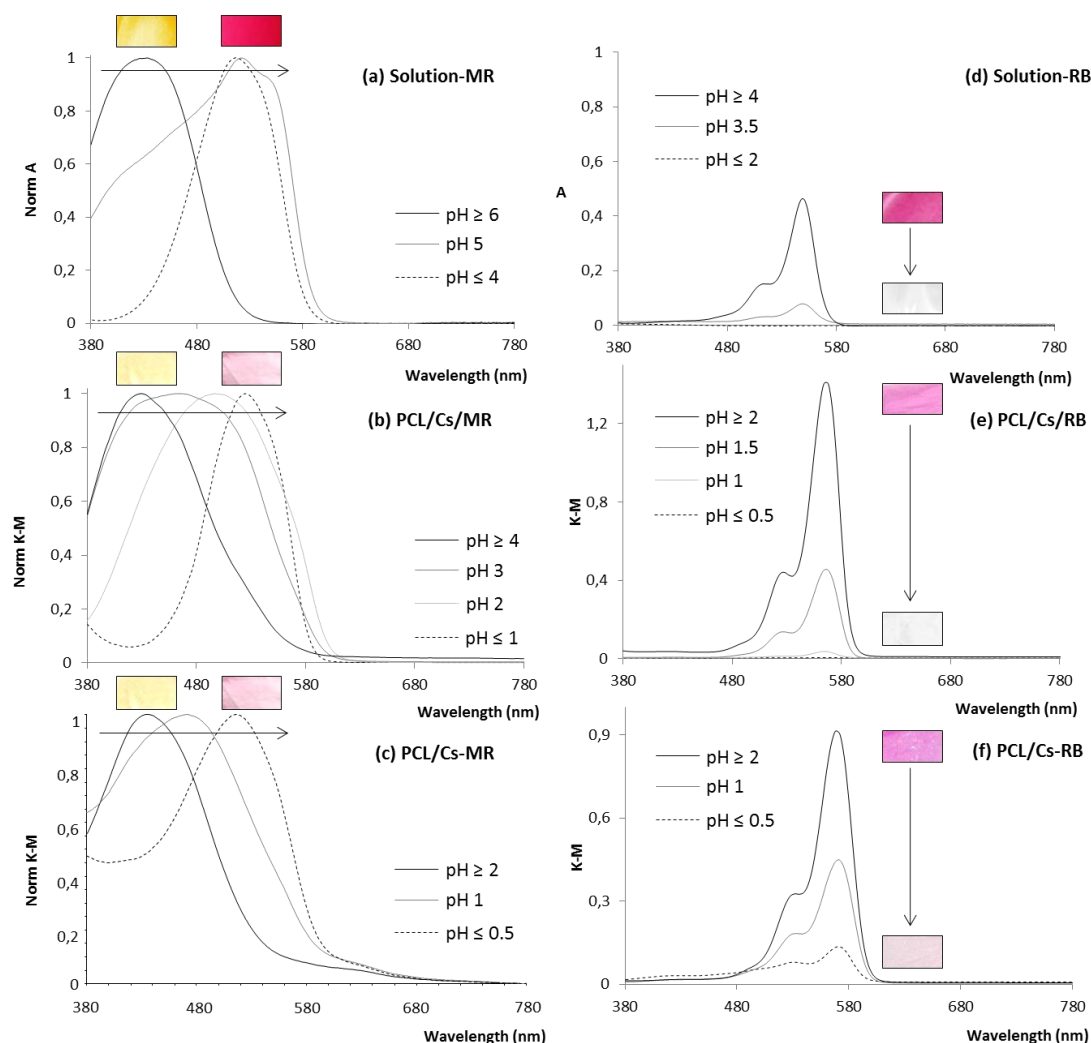 (a) Solution-MR
Norm A
1
0,8
0,6
0,4
0,2
0
380 480 580 680 780
Wavelength (nm)
pH ≥ 6
pH 5
pH ≤ 4
(b) PCL/Cs/MR
Norm K-M
1
0,8
0,6
0,4
0,2
0
380 480 580 680 780
Wavelength (nm)
pH ≥ 4
pH 3
pH 2
pH ≤ 1
(c) PCL/Cs-MR
Norm K-M
1
0,8
0,6
0,4
0,2
0
380 480 580 680 780
Wavelength (nm)
pH ≥ 2
pH 1
pH ≤ 0.5
(d) Solution-RB
A
1
0,8
0,6
0,4
0,2
0
380 480 580 680 780
Wavelength (nm)
pH ≥ 4
pH 3.5
pH ≤ 2
(e) PCL/Cs/RB
K-M
1,2
0,8
0,4
0
380 480 580 680 780
Wavelength (nm)
pH ≥ 2
pH 1.5
pH 1
pH ≤ 0.5
(f) PCL/Cs-RB
K-M
0,9
0,6
0,3
0
380 480 580 680 780
Wavelength (nm)
pH ≥ 2
pH 1
pH ≤ 0.5